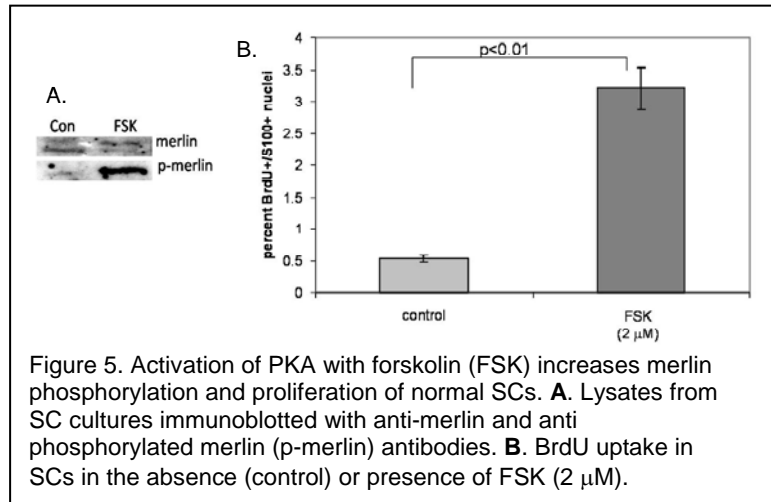 A.
Con FSK
merlin
p-merlin
B.
percent BrdU+/S100+ nuclei
4
3.5
3
2.5
2
1.5
1
0.5
0
p<0.01
control
FSK
(2 μM)
Figure 5. Activation of PKA with forskolin (FSK) increases merlin
phosphorylation and proliferation of normal SCs. A. Lysates from
SC cultures immunoblotted with anti-merlin and anti
phosphorylated merlin (p-merlin) antibodies. B. BrdU uptake in
SCs in the absence (control) or presence of FSK (2 μM).